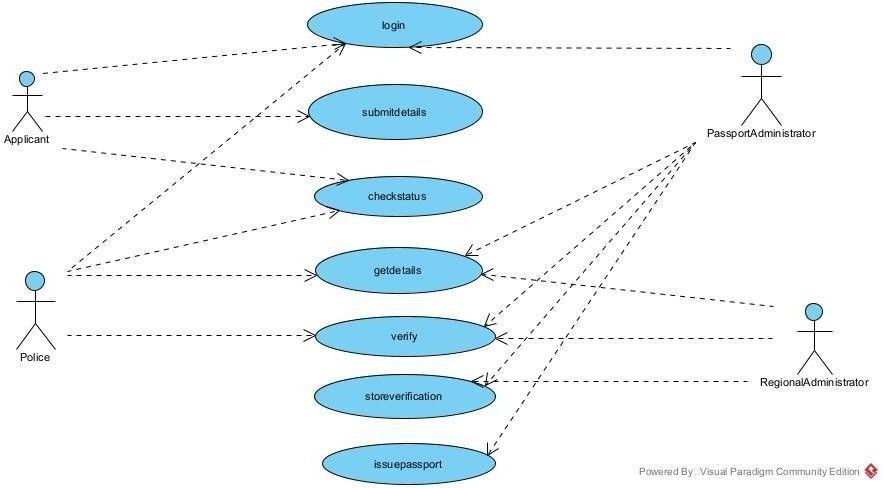 login
submitdetails
Applicant
PassportAdministrator
checkstatus
getdetails
verify
Police
RegionalAdministrator
storeverification
issuepassport
Powered By Visual Paradigm Community Edition